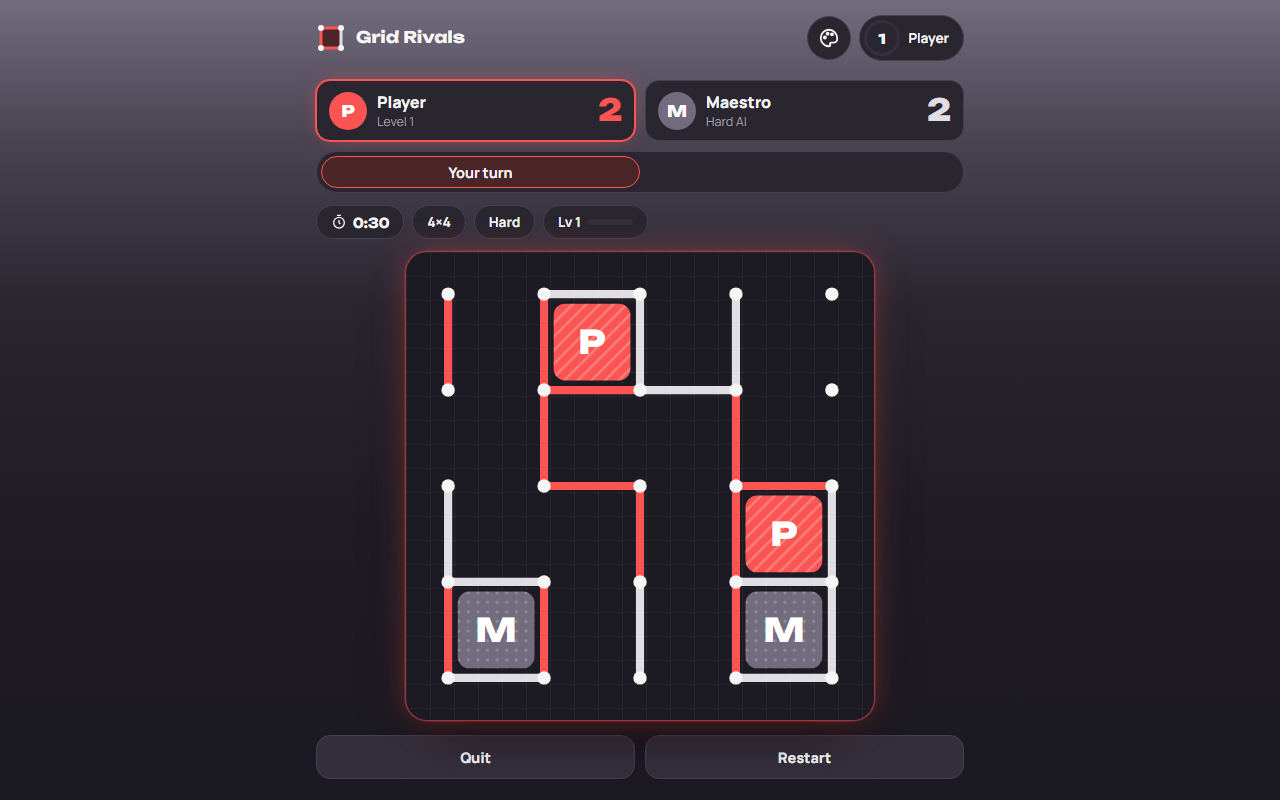 Grid Rivals
1 Player
P Player 2
Level 1
M Maestro 2
Hard AI
Your turn
0:30 4×4 Hard Lv 1
P
P
M M
Quit Restart